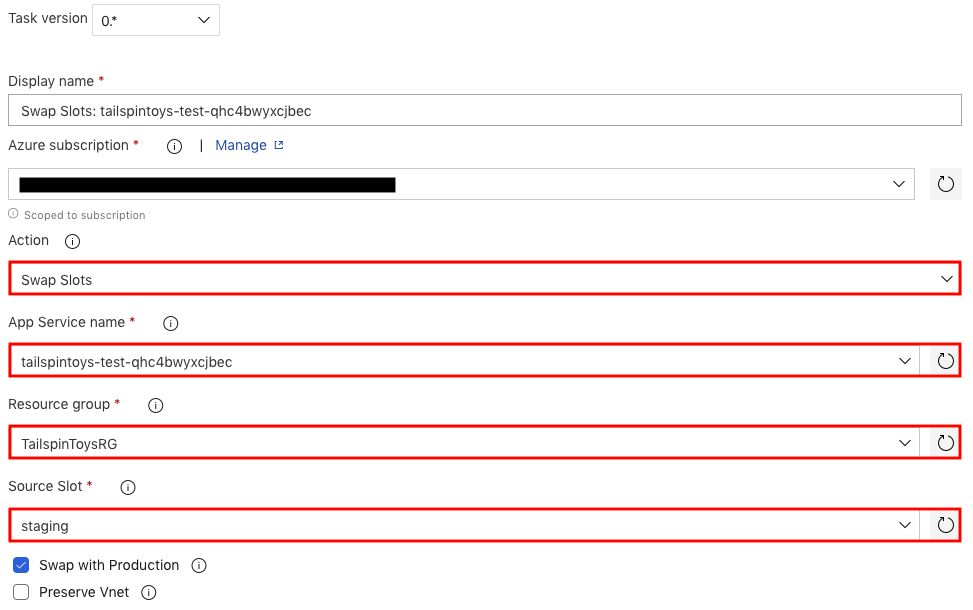 Task version 0.*
Display name *
Swap Slots: tailspintoys-test-qhc4bwyxcjbec
Azure subscription * | Manage
Scoped to subscription
Action
Swap Slots
App Service name *
tailspintoys-test-qhc4bwyxcjbec
Resource group *
TailspinToysRG
Source Slot *
staging
Swap with Production
Preserve Vnet